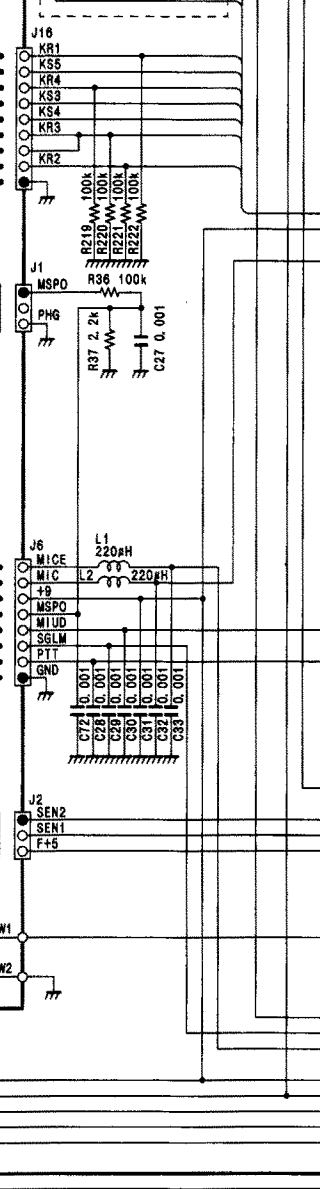 J16
KR1
KS5
KR4
KS3
KS4
KR3
KR2
100k
100k
100k
100k
R219
R220
R221
R222
J1
MSPO
R36 100k
PHG
R37 2.2k
C27 0.001
J6
L1
220µH
MICE
MIC
L2 220µH
+9
MSPO
MIUD
SGLM
PTT
GND
C72 0.001
C28 0.001
C29 0.001
C30 0.001
C31 0.001
C32 0.001
C33 0.001
J2
SEN2
SEN1
F+5
W1
W2